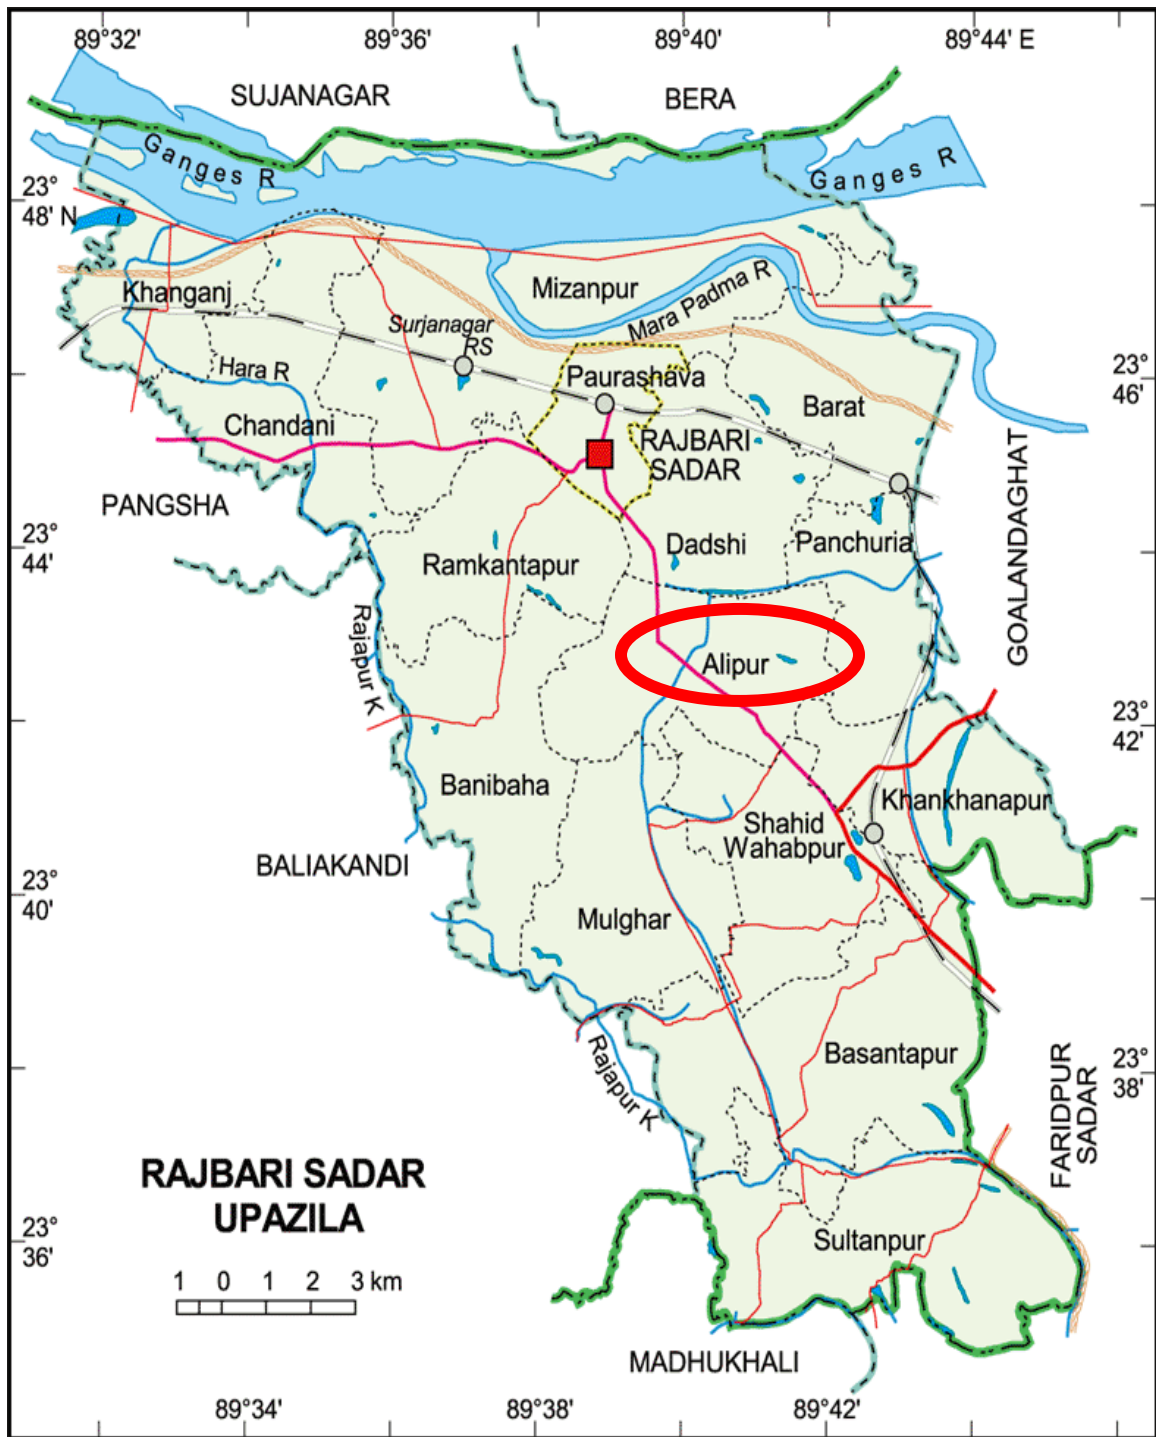 89°32'
89°36'
89°40'
89°44' E
SUJANAGAR
BERA
Ganges R
Ganges R
23°
48' N
Khanganj
Mizanpur
Mara Padma R
Surjanagar
RS
Hara R
Paurashava
23°
46'
Chandani
Barat
RAJBARI
SADAR
PANGSHA
GOALANDAGHAT
23°
44'
Ramkantapur
Dadshi
Panchuria
Rajapur K
Alipur
23°
42'
Banibaha
Khankhanapur
Shahid
Wahabpur
BALIAKANDI
23°
40'
Mulghar
Rajapur K
Basantapur
FARIDPUR
SADAR
23°
38'
RAJBARI SADAR
UPAZILA
23°
36'
Sultanpur
1 0 1 2 3 km
MADHUKHALI
89°34'
89°38'
89°42'